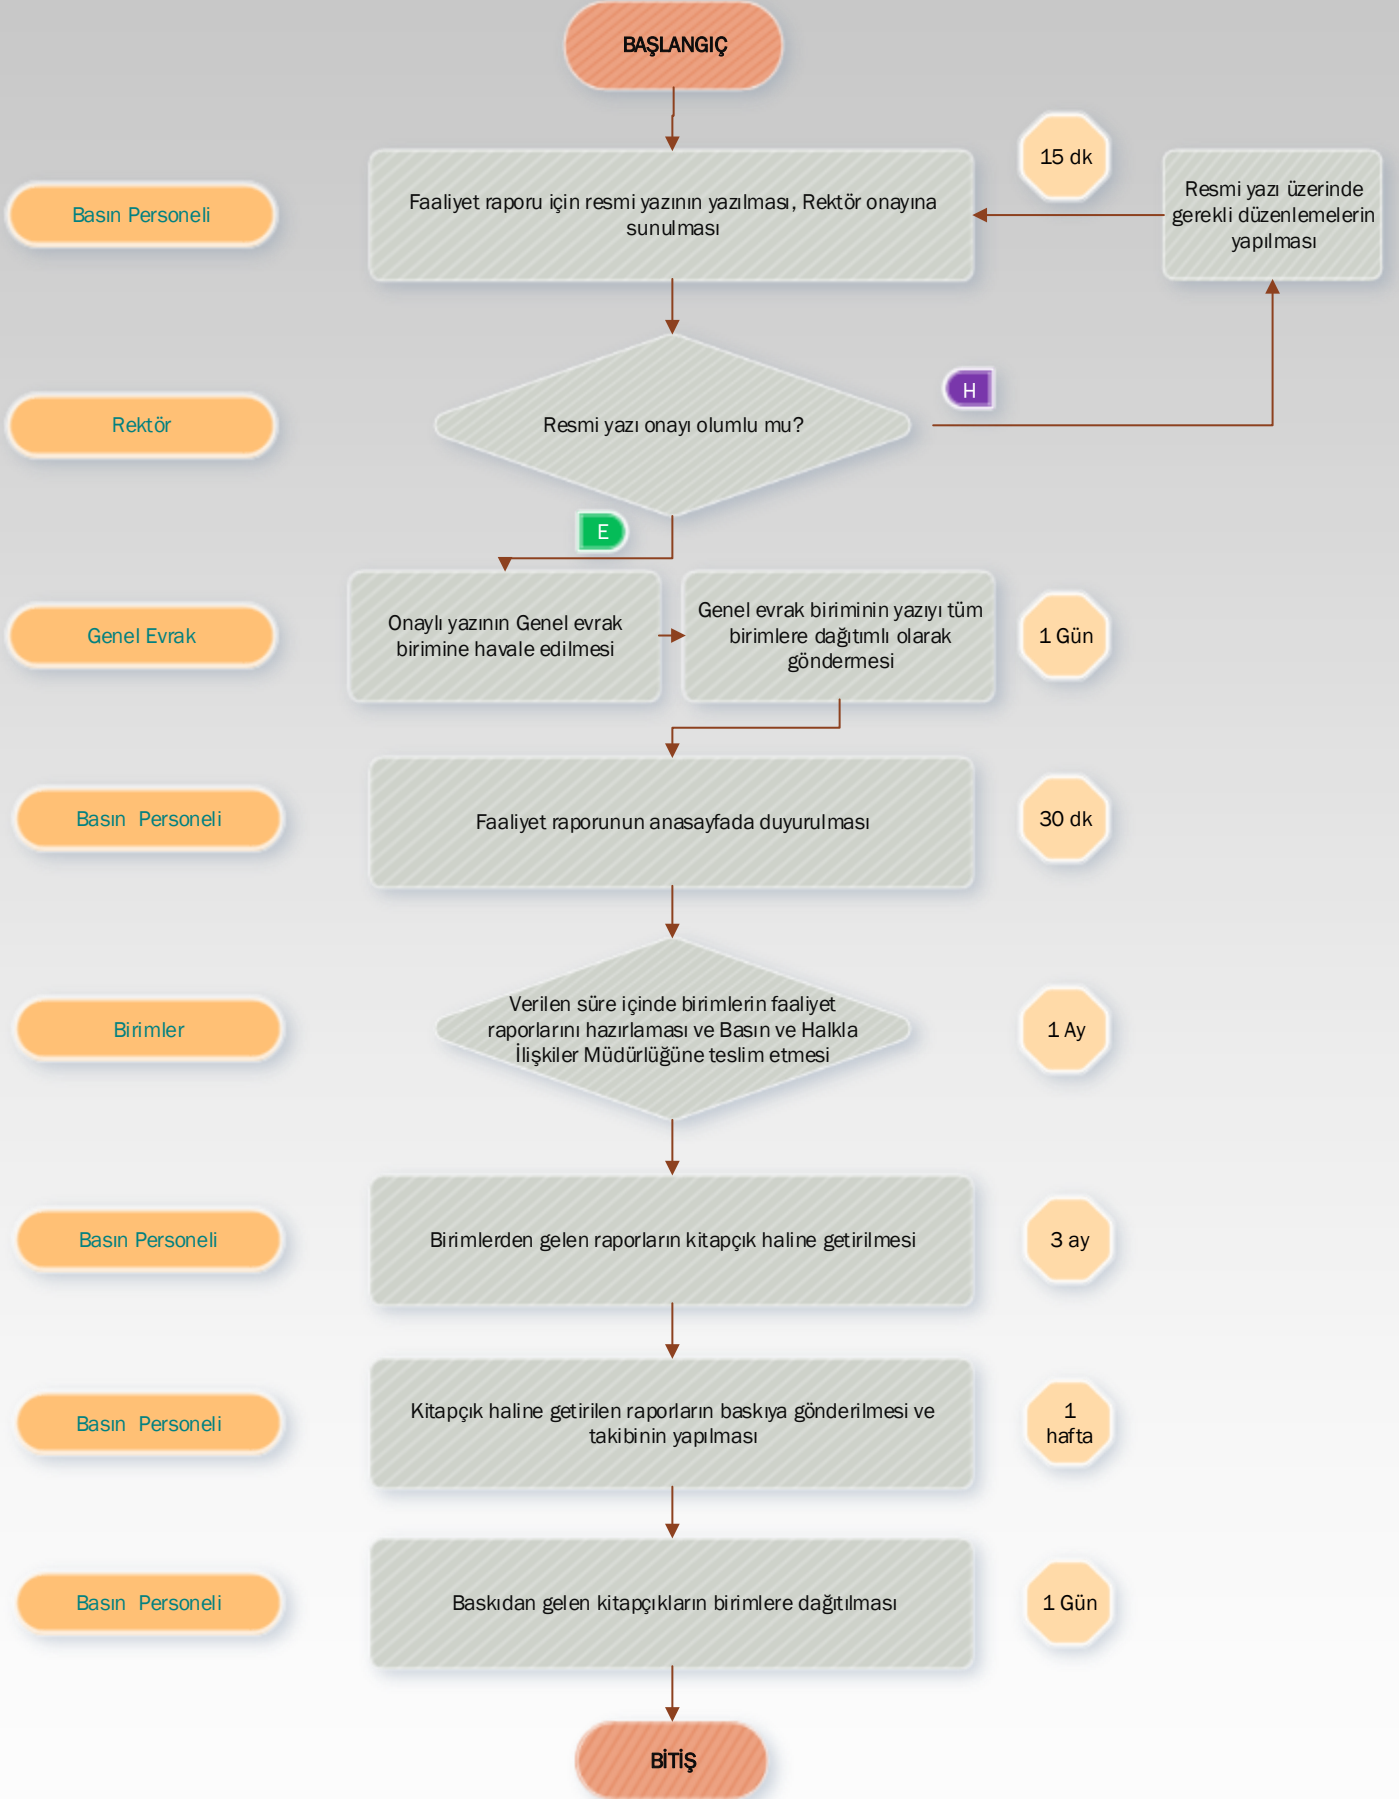 BAŞLANGIÇ
15 dk
Basın Personeli
Faaliyet raporu için resmi yazının yazılması, Rektör onayına
sunulması
Resmi yazı üzerinde
gerekli düzenlemelerin
yapılması
H
Rektör
Resmi yazı onayı olumlu mu?
E
Genel Evrak
Onaylı yazının Genel evrak
birimine havale edilmesi
Genel evrak biriminin yazıyı tüm
birimlere dağıtımlı olarak
göndermesi
1 Gün
Basın  Personeli
Faaliyet raporunun anasayfada duyurulması
30 dk
Birimler
Verilen süre içinde birimlerin faaliyet
raporlarını hazırlaması ve Basın ve Halkla
İlişkiler Müdürlüğüne teslim etmesi
1 Ay
Basın Personeli
Birimlerden gelen raporların kitapçık haline getirilmesi
3 ay
Basın  Personeli
Kitapçık haline getirilen raporların baskıya gönderilmesi ve
takibinin yapılması
1
hafta
Basın  Personeli
Baskıdan gelen kitapçıkların birimlere dağıtılması
1 Gün
BİTİŞ